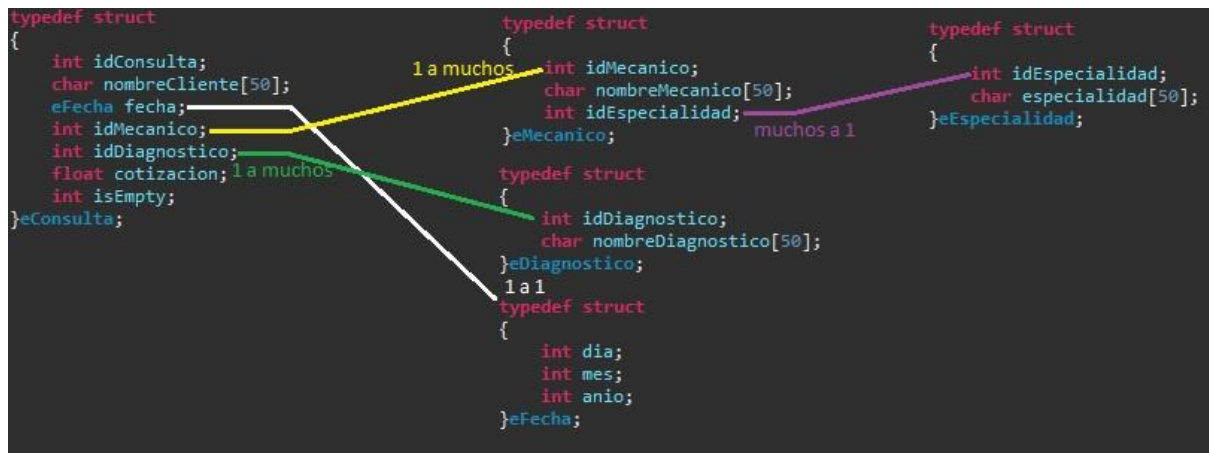 typedef struct
{
int idConsulta;
char nombreCliente[50];
eFecha fecha;
int idMecanico;
int idDiagnostico;
float cotizacion;
int isEmpty;
}eConsulta;
1 a muchos
1 a muchos
typedef struct
{
int idMecanico;
char nombreMecanico[50];
int idEspecialidad;
}eMecanico;
muchos a 1
typedef struct
{
int idEspecialidad;
char especialidad[50];
}eEspecialidad;
typedef struct
{
int idDiagnostico;
char nombreDiagnostico[50];
}eDiagnostico;
1 a 1
typedef struct
{
int dia;
int mes;
int anio;
}eFecha;